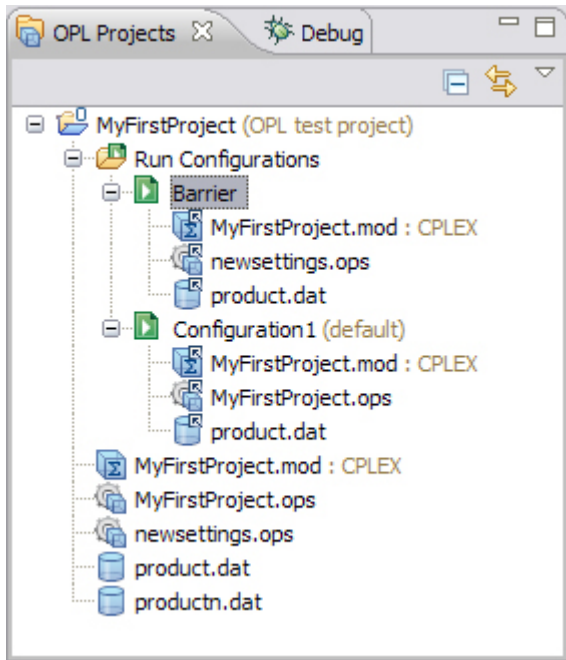 OPL Projects Debug
MyFirstProject (OPL test project)
Run Configurations
Barrier
MyFirstProject.mod : CPLEX
newsettings.ops
product.dat
Configuration1 (default)
MyFirstProject.mod : CPLEX
MyFirstProject.ops
product.dat
MyFirstProject.mod : CPLEX
MyFirstProject.ops
newsettings.ops
product.dat
productn.dat